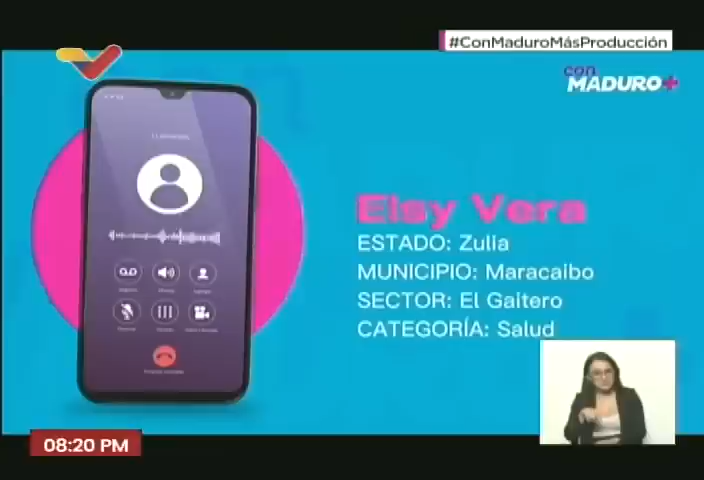 #ConMaduroMásProducción
con
MADURO+
Elsy Vera
ESTADO: Zulia
MUNICIPIO: Maracaibo
SECTOR: El Gaitero
CATEGORÍA: Salud
08:20 PM